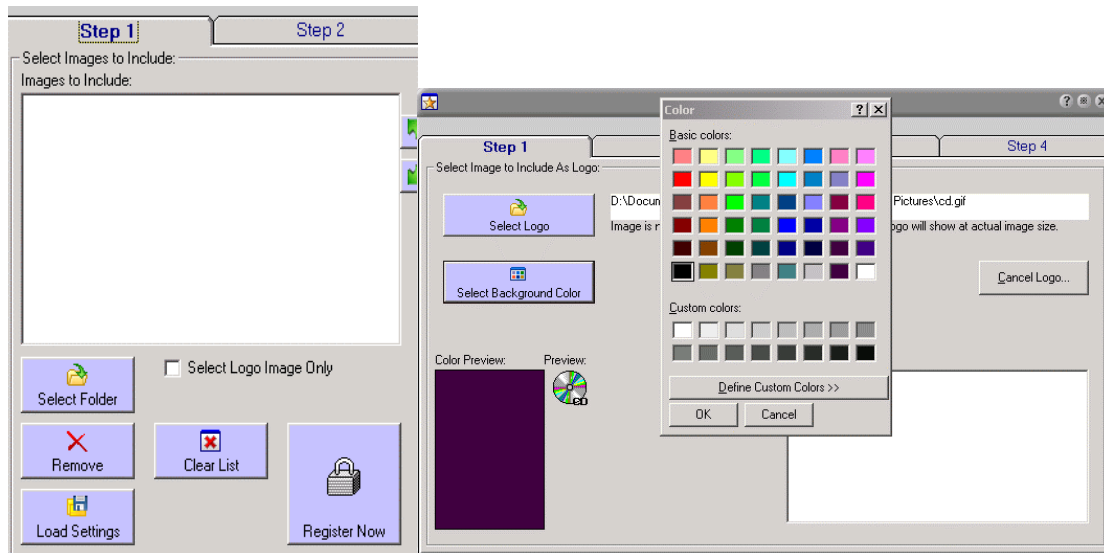 Step 1
Step 2
Select Images to Include:
Images to Include:
Select Folder
Select Logo Image Only
Remove
Clear List
Load Settings
Register Now
Step 1
Step 4
Select Image to Include As Logo:
Select Logo
D:\Docum
Pictures\cd.gif
Image is
ogo will show at actual image size.
Select Background Color
Cancel Logo...
Color Preview:
Preview:
CD
Color
Basic colors:
Custom colors:
Define Custom Colors >>
OK
Cancel